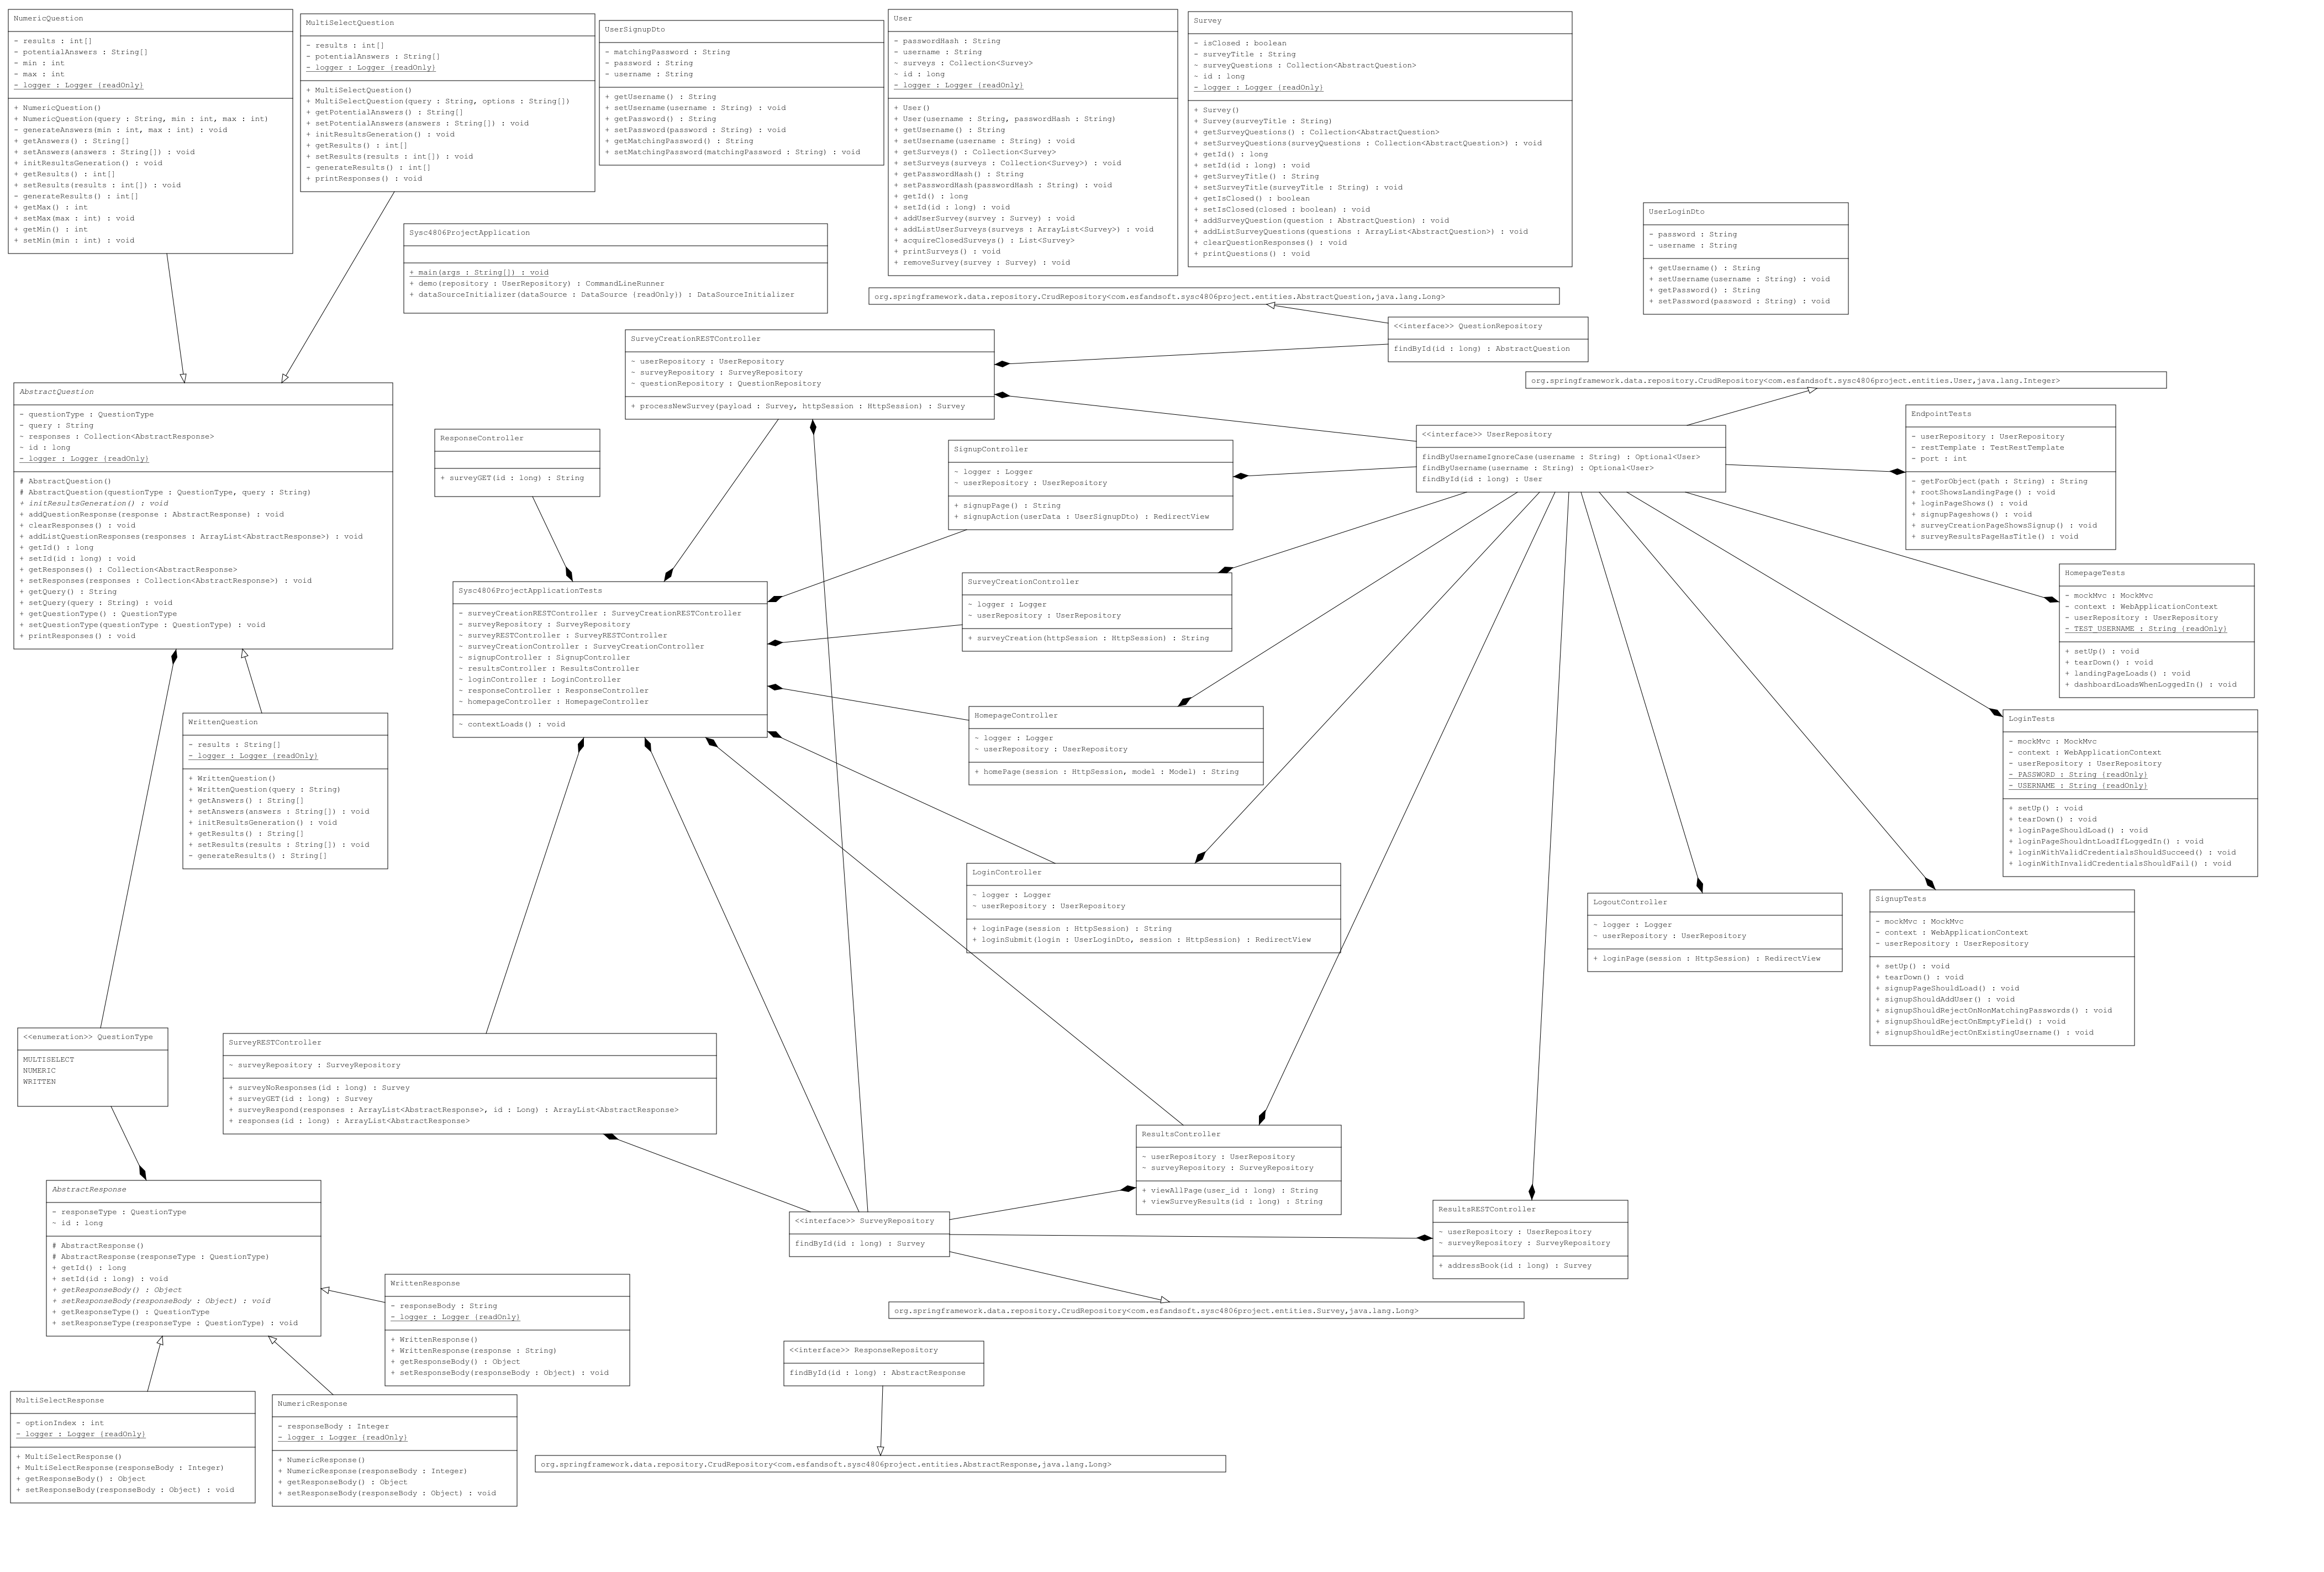 NumericQuestion
- results : int[]
- potentialAnswers : String[]
- min : int
- max : int
- logger : Logger {readOnly}
+ NumericQuestion()
+ NumericQuestion(query : String, min : int, max : int)
- generateAnswers(min : int, max : int) : void
+ getAnswers() : String[]
+ setAnswers(answers : String[]) : void
+ initResultsGeneration() : void
+ getResults() : int[]
+ setResults(results : int[]) : void
- generateResults() : int[]
+ getMax() : int
+ setMax(max : int) : void
+ getMin() : int
+ setMin(min : int) : void
MultiSelectQuestion
- results : int[]
- potentialAnswers : String[]
- logger : Logger {readOnly}
+ MultiSelectQuestion()
+ MultiSelectQuestion(query : String, options : String[])
+ getPotentialAnswers() : String[]
+ setPotentialAnswers(answers : String[]) : void
+ initResultsGeneration() : void
+ getResults() : int[]
+ setResults(results : int[]) : void
- generateResults() : int[]
+ printResponses() : void
UserSignupDto
- matchingPassword : String
- password : String
~ username : String
+ getUsername() : String
+ setUsername(username : String) : void
+ getPassword() : String
+ setPassword(password : String) : void
+ getMatchingPassword() : String
+ setMatchingPassword(matchingPassword : String) : void
User
- passwordHash : String
- username : String
~ surveys : Collection<Survey>
~ id : long
- logger : Logger {readOnly}
+ User()
+ User(username : String, passwordHash : String)
+ getUsername() : String
+ setUsername(username : String) : void
+ getSurveys() : Collection<Survey>
+ setSurveys(surveys : Collection<Survey>) : void
+ getPasswordHash() : String
+ setPasswordHash(passwordHash : String) : void
+ getId() : long
+ setId(id : long) : void
+ addUserSurvey(survey : Survey) : void
+ addListUserSurveys(surveys : ArrayList<Survey>) : void
+ acquireClosedSurveys() : List<Survey>
+ printSurveys() : void
+ removeSurvey(survey : Survey) : void
Survey
- isClosed : boolean
~ surveyTitle : String
~ surveyQuestions : Collection<AbstractQuestion>
~ id : long
- logger : Logger {readOnly}
+ Survey()
+ Survey(surveyTitle : String)
+ getSurveyQuestions() : Collection<AbstractQuestion>
+ setSurveyQuestions(surveyQuestions : Collection<AbstractQuestion>) : void
+ getId() : long
+ setId(id : long) : void
+ getSurveyTitle() : String
+ setSurveyTitle(surveyTitle : String) : void
+ getIsClosed() : boolean
+ setIsClosed(closed : boolean) : void
+ addSurveyQuestion(question : AbstractQuestion) : void
+ addListSurveyQuestions(questions : ArrayList<AbstractQuestion>) : void
+ clearQuestionResponses() : void
+ printQuestions() : void
UserLoginDto
- password : String
~ username : String
+ getUsername() : String
+ setUsername(username : String) : void
+ getPassword() : String
+ setPassword(password : String) : void
Sysc4806ProjectApplication
+ main(args : String[]) : void
+ demo(repository : UserRepository) : CommandLineRunner
+ dataSourceInitializer(dataSource : DataSource {readOnly}) : DataSourceInitializer
org.springframework.data.repository.CrudRepository<com.esfandsoft.sysc4806project.entities.AbstractQuestion,java.lang.Long>
<<interface>> QuestionRepository
findById(id : long) : AbstractQuestion
SurveyCreationRESTController
~ userRepository : UserRepository
~ surveyRepository : SurveyRepository
~ questionRepository : QuestionRepository
+ processNewSurvey(payload : Survey, httpSession : HttpSession) : Survey
org.springframework.data.repository.CrudRepository<com.esfandsoft.sysc4806project.entities.User,java.lang.Integer>
AbstractQuestion
~ questionType : QuestionType
- query : String
~ responses : Collection<AbstractResponse>
~ id : long
- logger : Logger {readOnly}
# AbstractQuestion()
# AbstractQuestion(questionType : QuestionType, query : String)
+ initResultsGeneration() : void
+ addQuestionResponse(response : AbstractResponse) : void
+ clearResponses() : void
+ addListQuestionResponses(responses : ArrayList<AbstractResponse>) : void
+ getId() : long
+ setId(id : long) : void
+ getResponses() : Collection<AbstractResponse>
+ setResponses(responses : Collection<AbstractResponse>) : void
+ getQuery() : String
+ setQuery(query : String) : void
+ getQuestionType() : QuestionType
+ setQuestionType(questionType : QuestionType) : void
+ printResponses() : void
ResponseController
+ surveyGET(id : long) : String
SignupController
~ logger : Logger
~ userRepository : UserRepository
+ signupPage() : String
+ signupAction(userData : UserSignupDto) : RedirectView
<<interface>> UserRepository
findByUsernameIgnoreCase(username : String) : Optional<User>
findByUsername(username : String) : Optional<User>
findById(id : long) : User
EndpointTests
- userRepository : UserRepository
- restTemplate : TestRestTemplate
- port : int
- getForObject(path : String) : String
+ rootShowsLandingPage() : void
+ loginPageShows() : void
+ signupPageshows() : void
+ surveyCreationPageShowsSignup() : void
+ surveyResultsPageHasTitle() : void
HomepageTests
- mockMvc : MockMvc
- context : WebApplicationContext
- userRepository : UserRepository
- TEST_USERNAME : String {readOnly}
+ setUp() : void
+ tearDown() : void
+ landingPageLoads() : void
+ dashboardLoadsWhenLoggedIn() : void
Sysc4806ProjectApplicationTests
~ surveyCreationRESTController : SurveyCreationRESTController
~ surveyRepository : SurveyRepository
~ surveyRESTController : SurveyRESTController
~ surveyCreationController : SurveyCreationController
~ signupController : SignupController
~ resultsController : ResultsController
~ loginController : LoginController
~ responseController : ResponseController
~ homepageController : HomepageController
~ contextLoads() : void
SurveyCreationController
~ logger : Logger
~ userRepository : UserRepository
+ surveyCreation(httpSession : HttpSession) : String
HomepageController
~ logger : Logger
~ userRepository : UserRepository
+ homePage(session : HttpSession, model : Model) : String
LoginTests
- mockMvc : MockMvc
- context : WebApplicationContext
- userRepository : UserRepository
- PASSWORD : String {readOnly}
- USERNAME : String {readOnly}
+ setUp() : void
+ tearDown() : void
+ loginPageShouldLoad() : void
+ loginPageShouldntLoadIfLoggedIn() : void
+ loginWithValidCredentialsShouldSucceed() : void
+ loginWithInvalidCredentialsShouldFail() : void
WrittenQuestion
- results : String[]
- logger : Logger {readOnly}
+ WrittenQuestion()
+ WrittenQuestion(query : String)
+ getAnswers() : String[]
+ setAnswers(answers : String[]) : void
+ initResultsGeneration() : void
+ getResults() : String[]
+ setResults(results : String[]) : void
- generateResults() : String[]
LoginController
~ logger : Logger
~ userRepository : UserRepository
+ loginPage(session : HttpSession) : String
+ loginSubmit(login : UserLoginDto, session : HttpSession) : RedirectView
LogoutController
~ logger : Logger
~ userRepository : UserRepository
+ loginPage(session : HttpSession) : RedirectView
SignupTests
- mockMvc : MockMvc
- context : WebApplicationContext
- userRepository : UserRepository
+ setUp() : void
+ tearDown() : void
+ signupPageShouldLoad() : void
+ signupShouldAddUser() : void
+ signupShouldRejectOnNonMatchingPasswords() : void
+ signupShouldRejectOnEmptyField() : void
+ signupShouldRejectOnExistingUsername() : void
<<enumeration>> QuestionType
MULTISELECT
NUMERIC
WRITTEN
SurveyRESTController
~ surveyRepository : SurveyRepository
+ surveyNoResponses(id : long) : Survey
+ surveyGET(id : long) : Survey
+ surveyRespond(responses : ArrayList<AbstractResponse>, id : Long) : ArrayList<AbstractResponse>
+ responses(id : long) : ArrayList<AbstractResponse>
ResultsController
~ userRepository : UserRepository
~ surveyRepository : SurveyRepository
+ viewAllPage(user_id : long) : String
+ viewSurveyResults(id : long) : String
AbstractResponse
- responseType : QuestionType
~ id : long
# AbstractResponse()
# AbstractResponse(responseType : QuestionType)
+ getId() : long
+ setId(id : long) : void
+ getResponseBody() : Object
+ setResponseBody(responseBody : Object) : void
+ getResponseType() : QuestionType
+ setResponseType(responseType : QuestionType) : void
<<interface>> SurveyRepository
findById(id : long) : Survey
ResultsRESTController
~ userRepository : UserRepository
~ surveyRepository : SurveyRepository
+ addressBook(id : long) : Survey
WrittenResponse
- responseBody : String
- logger : Logger {readOnly}
+ WrittenResponse()
+ WrittenResponse(response : String)
+ getResponseBody() : Object
+ setResponseBody(responseBody : Object) : void
org.springframework.data.repository.CrudRepository<com.esfandsoft.sysc4806project.entities.Survey,java.lang.Long>
<<interface>> ResponseRepository
findById(id : long) : AbstractResponse
MultiSelectResponse
- optionIndex : int
- logger : Logger {readOnly}
+ MultiSelectResponse()
+ MultiSelectResponse(responseBody : Integer)
+ getResponseBody() : Object
+ setResponseBody(responseBody : Object) : void
NumericResponse
- responseBody : Integer
- logger : Logger {readOnly}
+ NumericResponse()
+ NumericResponse(responseBody : Integer)
+ getResponseBody() : Object
+ setResponseBody(responseBody : Object) : void
org.springframework.data.repository.CrudRepository<com.esfandsoft.sysc4806project.entities.AbstractResponse,java.lang.Long>